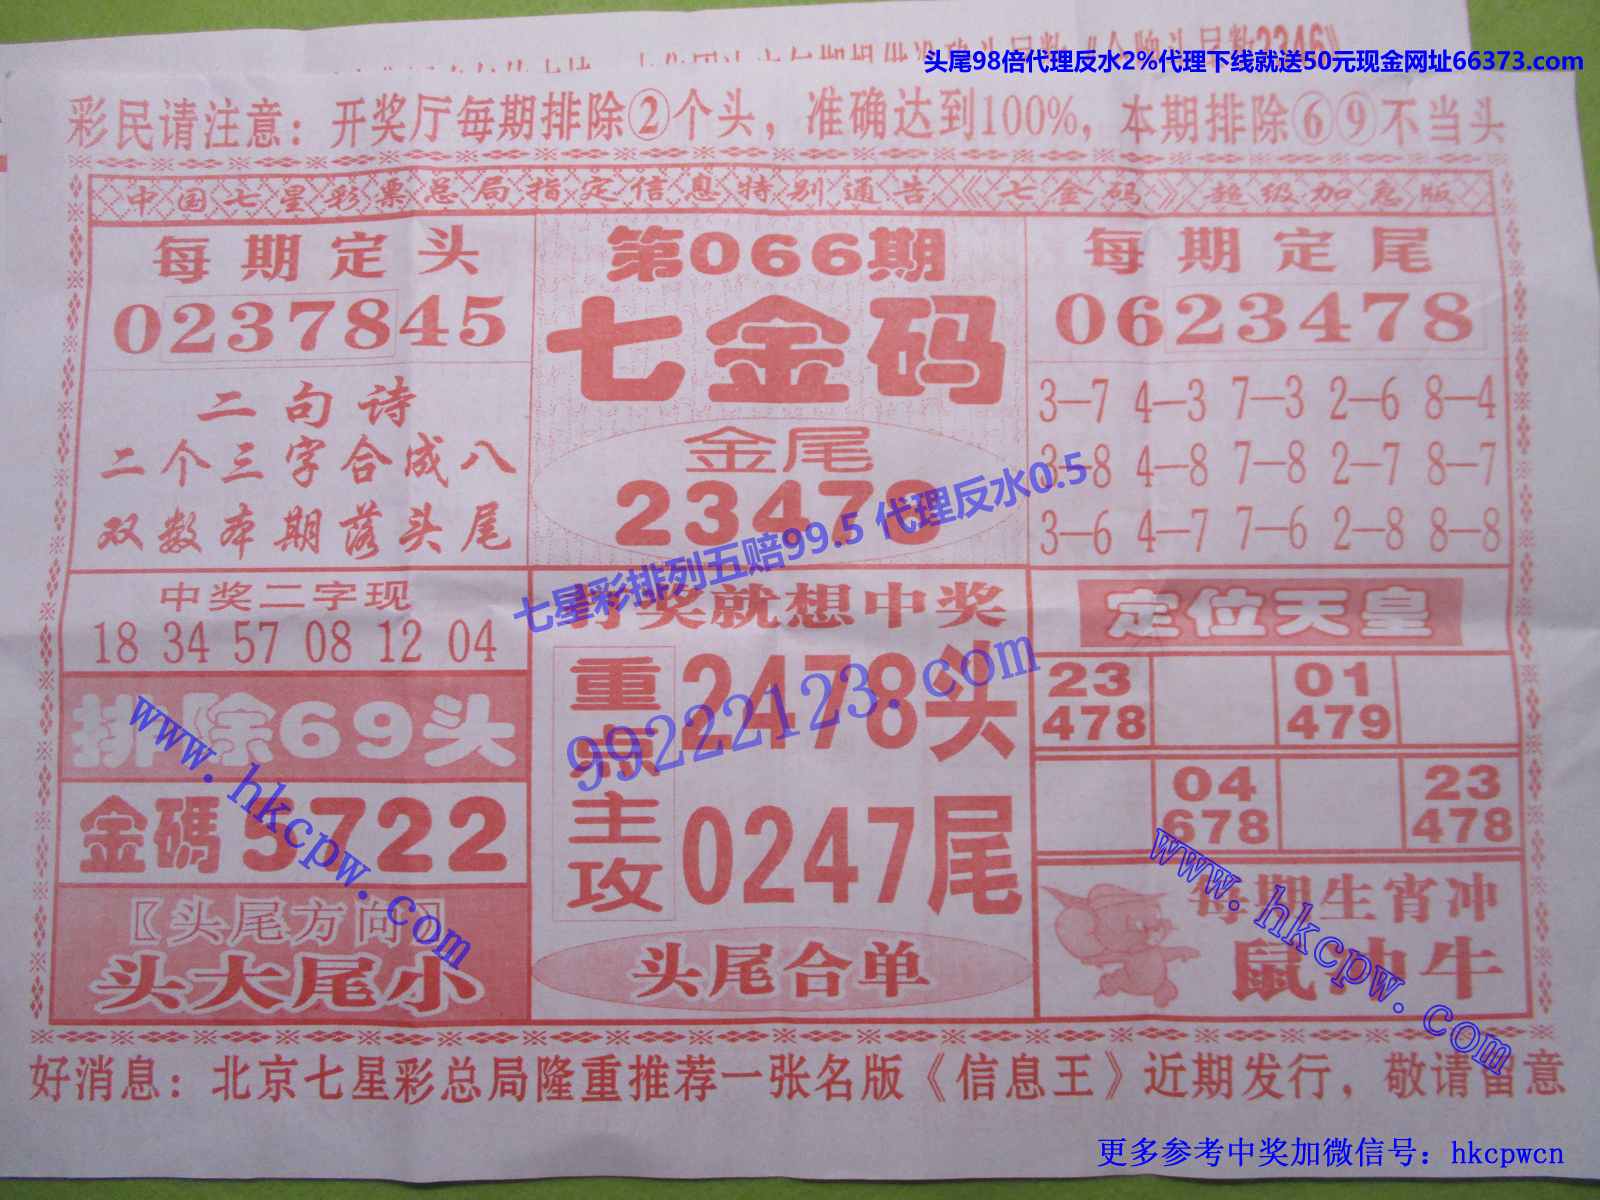 头尾98倍代理反水2%代理下线就送50元现金网址66373.com
彩民请注意：开奖厅每期排除②个头，准确达到100%，本期排除⑥⑨不当头
中国七星彩票总局指定信息特别通告《七金码》超级加急版
每期定头
0237845
二句诗
二个三字合成八
双数本期落头尾
中奖二字现
18 34 57 08 12 04
排除69头
金碼 5722
〖头尾方向〗
头大尾小
第066期
七金码
金尾
23478
七星彩排列五赔99.5 代理反水0.5
就想中奖
重点主攻
2478头
0247尾
99222123.com
头尾合单
每期定尾
0623478
3—7 4—3 7—3 2—6 8—4
3—8 4—8 7—8 2—7 8—7
3—6 4—7 7—6 2—8 8—8
定位天皇
23 01
478 479
04 23
678 478
每期生肖冲
鼠冲牛
www.hkcpw.com
www.hkcpw.com
好消息：北京七星彩总局隆重推荐一张名版《信息王》近期发行，敬请留意
更多参考中奖加微信号：hkcpwcn